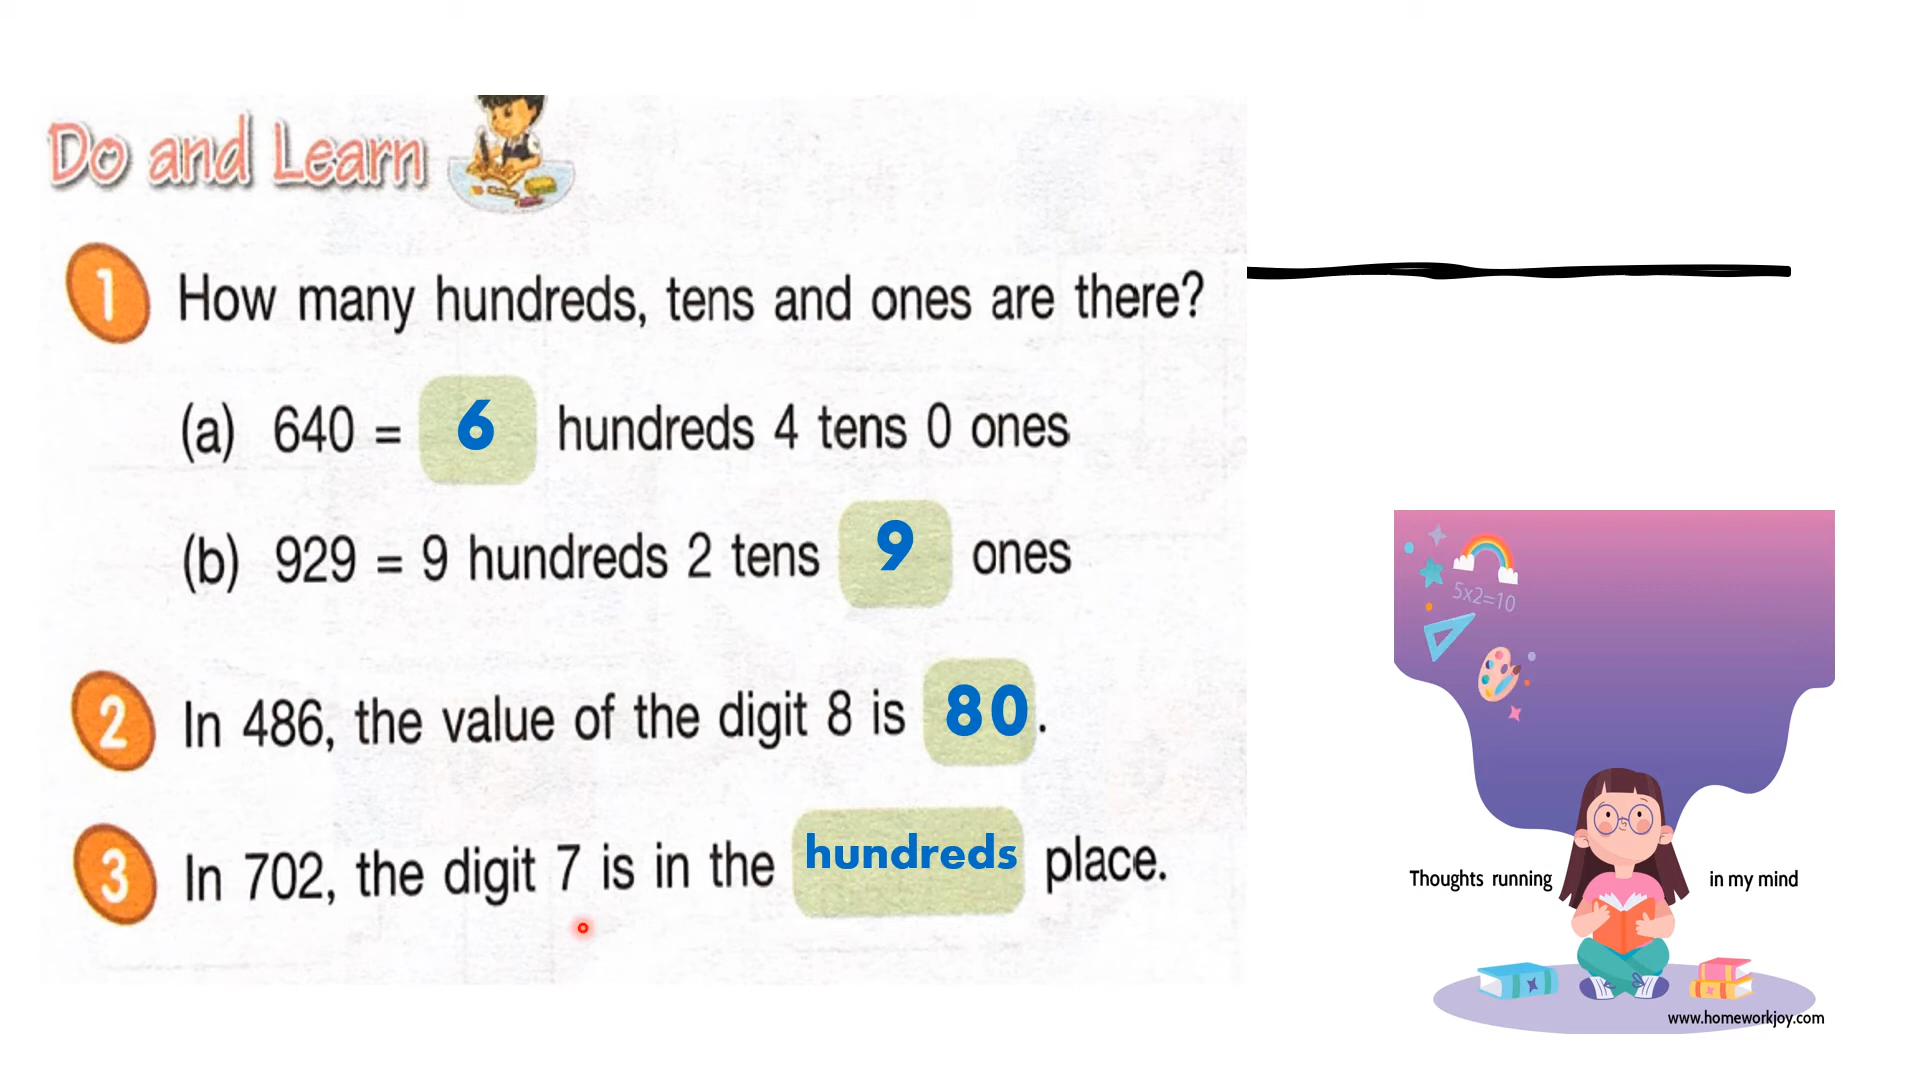 Do and Learn
1 How many hundreds, tens and ones are there?
(a) 640 = 6 hundreds 4 tens 0 ones
(b) 929 = 9 hundreds 2 tens 9 ones
2 In 486, the value of the digit 8 is 80.
3 In 702, the digit 7 is in the hundreds place.
5x2=10
Thoughts running in my mind
www.homeworkjoy.com